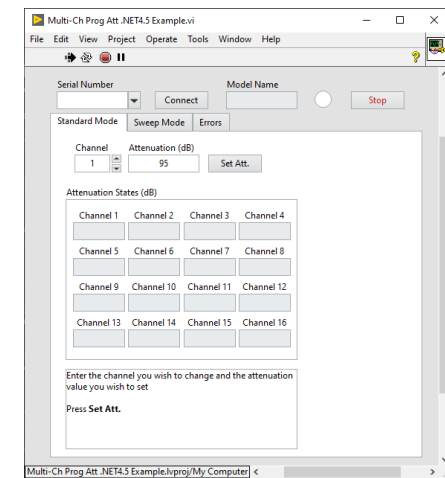 Multi-Ch Prog Att .NET4.5 Example.vi
File Edit View Project Operate Tools Window Help
Serial Number Model Name
Connect Stop
Standard Mode Sweep Mode Errors
Channel Attenuation (dB)
1 95 Set Att.
Attenuation States (dB)
Channel 1 Channel 2 Channel 3 Channel 4
Channel 5 Channel 6 Channel 7 Channel 8
Channel 9 Channel 10 Channel 11 Channel 12
Channel 13 Channel 14 Channel 15 Channel 16
Enter the channel you wish to change and the attenuation
value you wish to set
Press Set Att.
Multi-Ch Prog Att .NET4.5 Example.lvproj/My Computer